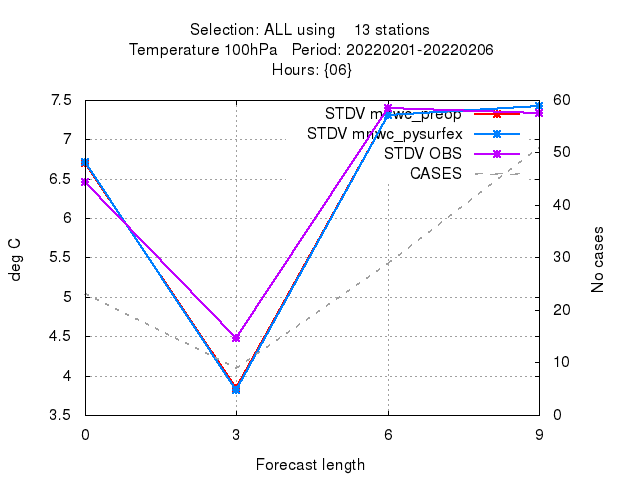 Selection: ALL using 13 stations
Temperature 100hPa Period: 20220201-20220206
Hours: {06}
7.5
7
6.5
6
5.5
5
4.5
4
3.5
60
50
40
30
20
10
0
STDV mnwc_preop
STDV mnwc_pysurfex
STDV OBS
CASES
deg C
No cases
0 3 6 9
Forecast length